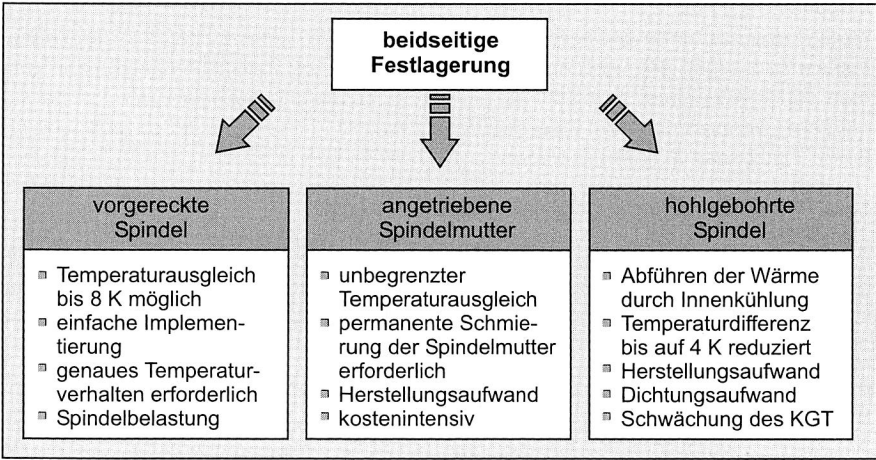 beidseitige
Festlagerung
vorgereckte
Spindel
Temperaturausgleich
bis 8 K möglich
einfache Implemen-
tierung
genaues Temperatur-
verhalten erforderlich
Spindelbelastung
angetriebene
Spindelmutter
unbegrenzter
Temperaturausgleich
permanente Schmie-
rung der Spindelmutter
erforderlich
Herstellungsaufwand
kostenintensiv
hohlgebohrte
Spindel
Abführen der Wärme
durch Innenkühlung
Temperaturdifferenz
bis auf 4 K reduziert
Herstellungsaufwand
Dichtungsaufwand
Schwächung des KGT